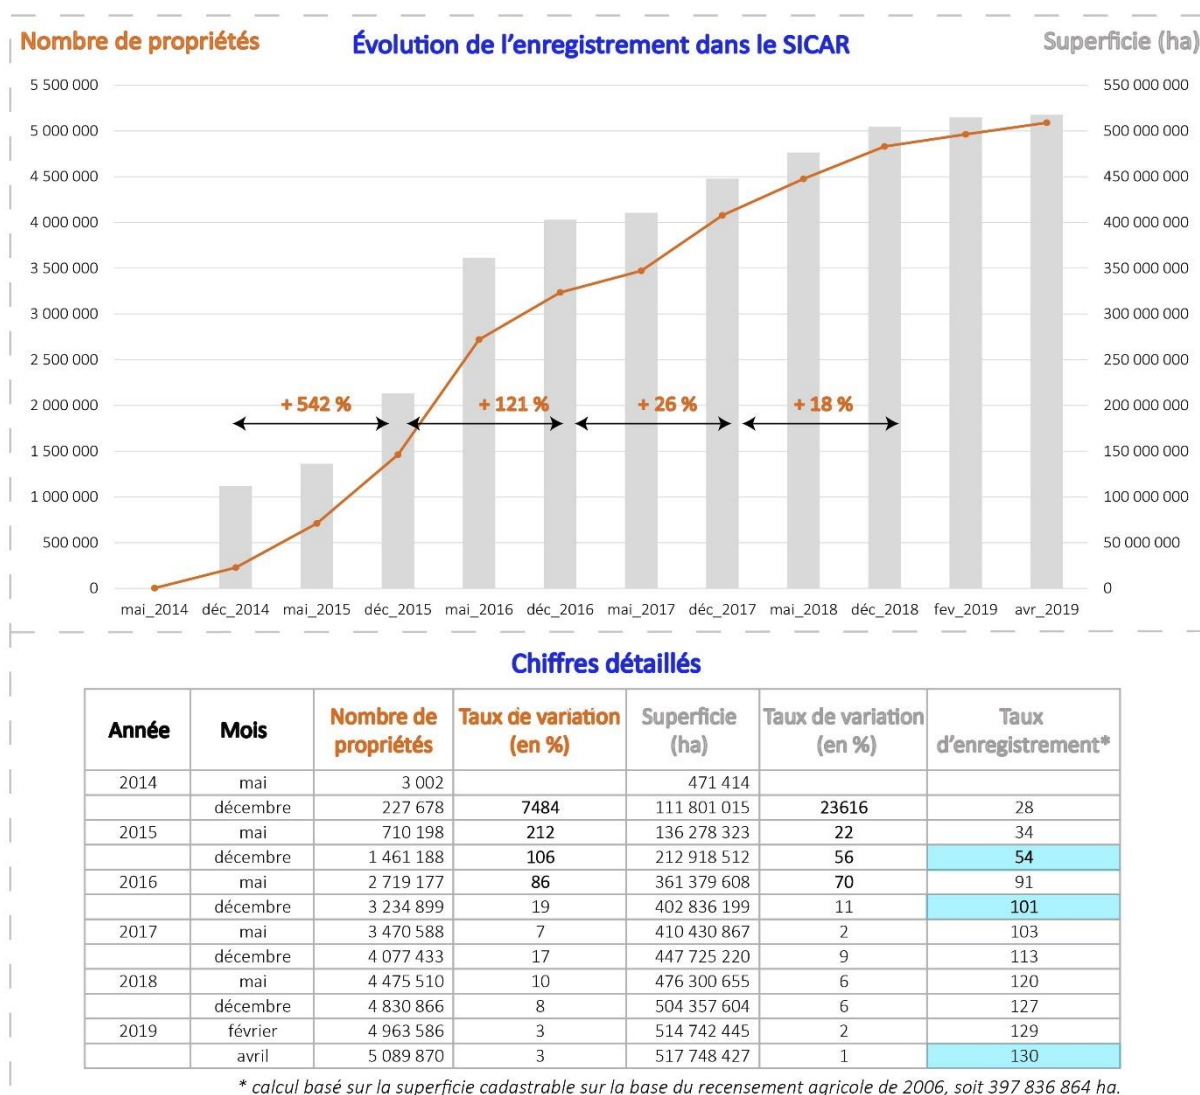 Nombre de propriétés Évolution de l'enregistrement dans le SICAR Superficie (ha)
5 500 000 550 000 000
5 000 000 500 000 000
4 500 000 450 000 000
4 000 000 400 000 000
3 500 000 350 000 000
3 000 000 300 000 000
2 500 000 250 000 000
2 000 000 + 542 % + 121 % + 26 % + 18 % 200 000 000
1 500 000 150 000 000
1 000 000 100 000 000
500 000 50 000 000
0 0
mai_2014 déc_2014 mai_2015 déc_2015 mai_2016 déc_2016 mai_2017 déc_2017 mai_2018 déc_2018 fev_2019 avr_2019
Chiffres détaillés
Année Mois Nombre de propriétés Taux de variation (en %) Superficie (ha) Taux de variation (en %) Taux d'enregistrement*
2014 mai 3 002 471 414
décembre 227 678 7484 111 801 015 23616 28
2015 mai 710 198 212 136 278 323 22 34
décembre 1 461 188 106 212 918 512 56 54
2016 mai 2 719 177 86 361 379 608 70 91
décembre 3 234 899 19 402 836 199 11 101
2017 mai 3 470 588 7 410 430 867 2 103
décembre 4 077 433 17 447 725 220 9 113
2018 mai 4 475 510 10 476 300 655 6 120
décembre 4 830 866 8 504 357 604 6 127
2019 février 4 963 586 3 514 742 445 2 129
avril 5 089 870 3 517 748 427 1 130
* calcul basé sur la superficie cadastrable sur la base du recensement agricole de 2006, soit 397 836 864 ha.